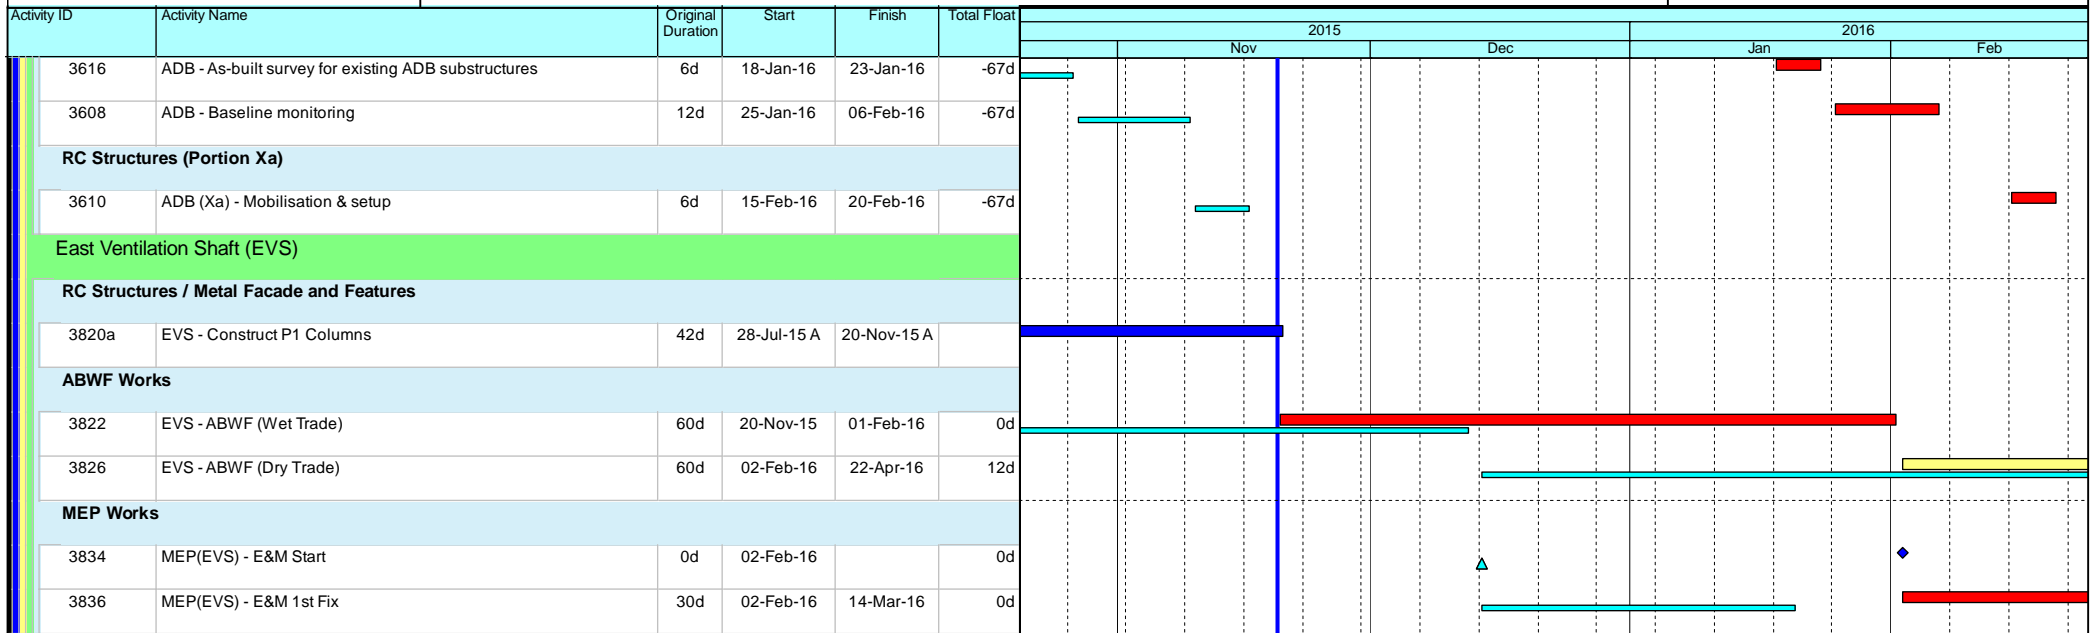 Activity ID Activity Name Original Duration Start Finish Total Float
2015 2016
Nov Dec Jan Feb
3616 ADB - As-built survey for existing ADB substructures 6d 18-Jan-16 23-Jan-16 -67d
3608 ADB - Baseline monitoring 12d 25-Jan-16 06-Feb-16 -67d
RC Structures (Portion Xa)
3610 ADB (Xa) - Mobilisation & setup 6d 15-Feb-16 20-Feb-16 -67d
East Ventilation Shaft (EVS)
RC Structures / Metal Facade and Features
3820a EVS - Construct P1 Columns 42d 28-Jul-15 A 20-Nov-15 A
ABWF Works
3822 EVS - ABWF (Wet Trade) 60d 20-Nov-15 01-Feb-16 0d
3826 EVS - ABWF (Dry Trade) 60d 02-Feb-16 22-Apr-16 12d
MEP Works
3834 MEP(EVS) - E&M Start 0d 02-Feb-16 0d
3836 MEP(EVS) - E&M 1st Fix 30d 02-Feb-16 14-Mar-16 0d